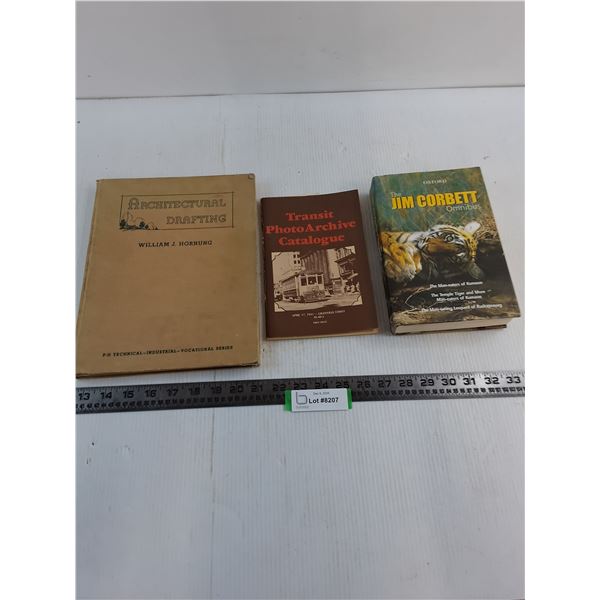 ARCHITECTURAL
DRAFTING
WILLIAM J. HORNUNG
P-H TECHNICAL-INDUSTRIAL-VOCATIONAL SERIES
Transit
Photo Archive
Catalogue
OXFORD
The
JIM CORBETT
Omnibus
The Man-eaters of Kumaon
The Temple Tiger and More
Man-eaters of Kumaon
The Man-eating Leopard of Rudraprayag
13 14 15 16 17 18 19 20 21 22 23 24 25 26 27 28 29 30 31 32 33
Lot #8207